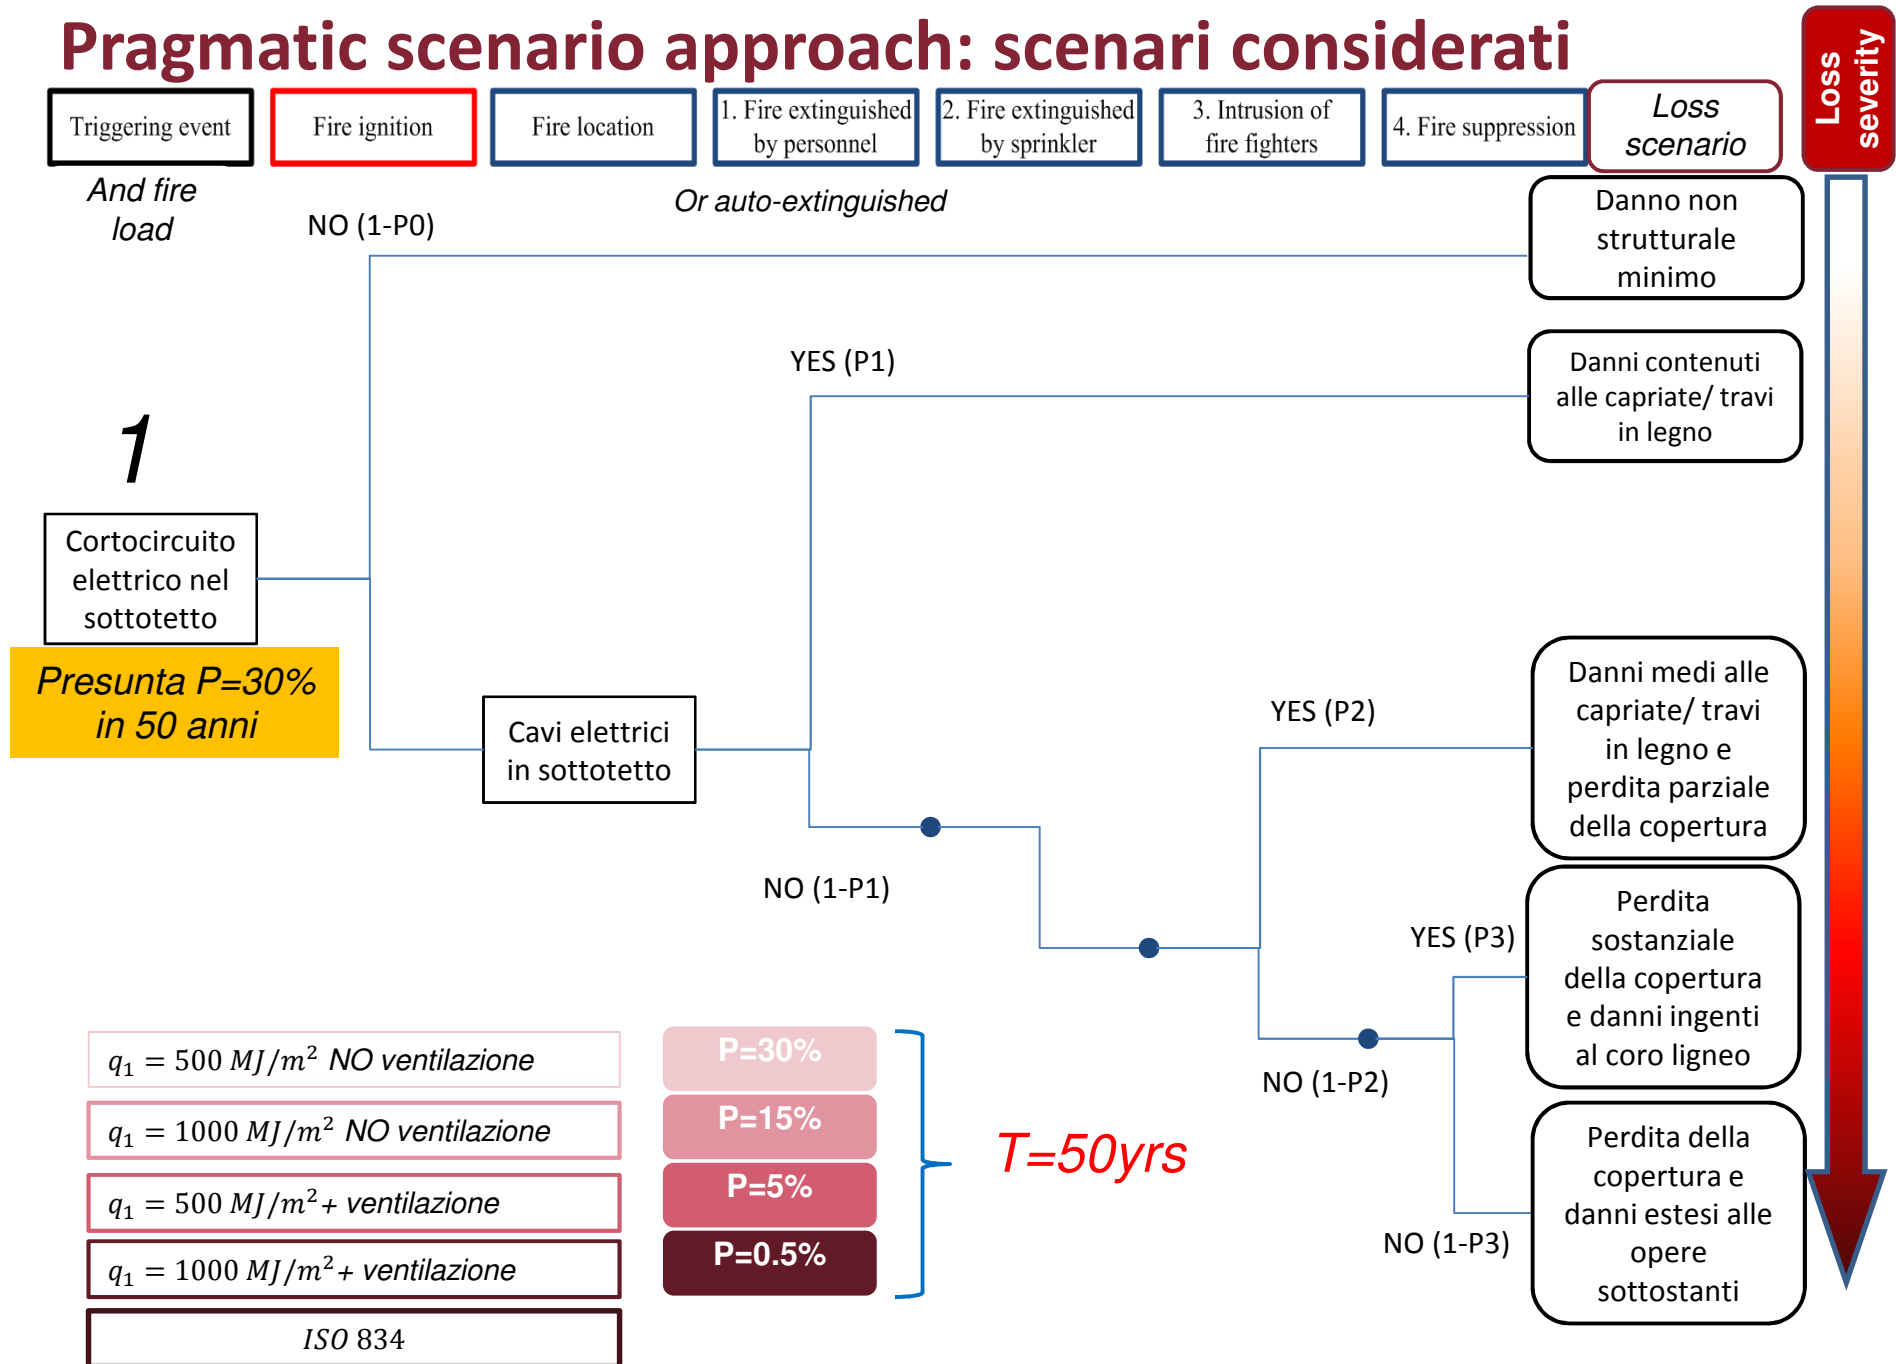 Pragmatic scenario approach: scenari considerati
Loss
severity
Triggering event
Fire ignition
Fire location
1. Fire extinguished
by personnel
2. Fire extinguished
by sprinkler
3. Intrusion of
fire fighters
4. Fire suppression
Loss
scenario
And fire
load
Or auto-extinguished
NO (1-P0)
Danno non
strutturale
minimo
YES (P1)
Danni contenuti
alle capriate/ travi
in legno
1
Cortocircuito
elettrico nel
sottotetto
Presunta P=30%
in 50 anni
Cavi elettrici
in sottotetto
YES (P2)
Danni medi alle
capriate/ travi
in legno e
perdita parziale
della copertura
NO (1-P1)
YES (P3)
Perdita
sostanziale
della copertura
e danni ingenti
al coro ligneo
NO (1-P2)
NO (1-P3)
Perdita della
copertura e
danni estesi alle
opere
sottostanti
q₁ = 500 MJ/m² NO ventilazione
P=30%
q₁ = 1000 MJ/m² NO ventilazione
P=15%
q₁ = 500 MJ/m²+ ventilazione
P=5%
q₁ = 1000 MJ/m²+ ventilazione
P=0.5%
ISO 834
T=50yrs